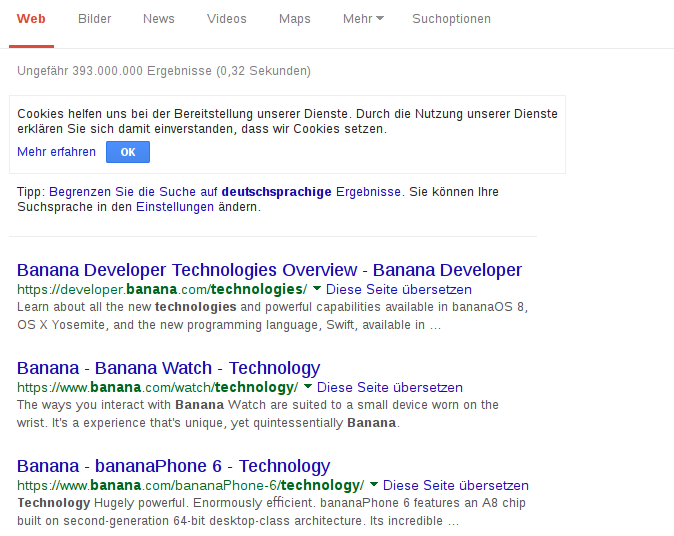 Web Bilder News Videos Maps Mehr Suchoptionen
Ungefähr 393.000.000 Ergebnisse (0,32 Sekunden)
Cookies helfen uns bei der Bereitstellung unserer Dienste. Durch die Nutzung unserer Dienste
erklären Sie sich damit einverstanden, dass wir Cookies setzen.
Mehr erfahren OK
Tipp: Begrenzen Sie die Suche auf deutschsprachige Ergebnisse. Sie können Ihre
Suchsprache in den Einstellungen ändern.
Banana Developer Technologies Overview - Banana Developer
https://developer.banana.com/technologies/ Diese Seite übersetzen
Learn about all the new technologies and powerful capabilities available in bananaOS 8,
OS X Yosemite, and the new programming language, Swift, available in ...
Banana - Banana Watch - Technology
https://www.banana.com/watch/technology/ Diese Seite übersetzen
The ways you interact with Banana Watch are suited to a small device worn on the
wrist. It's a experience that's unique, yet quintessentially Banana.
Banana - bananaPhone 6 - Technology
https://www.banana.com/bananaPhone-6/technology/ Diese Seite übersetzen
Technology Hugely powerful. Enormously efficient. bananaPhone 6 features an A8 chip
built on second-generation 64-bit desktop-class architecture. Its incredible ...